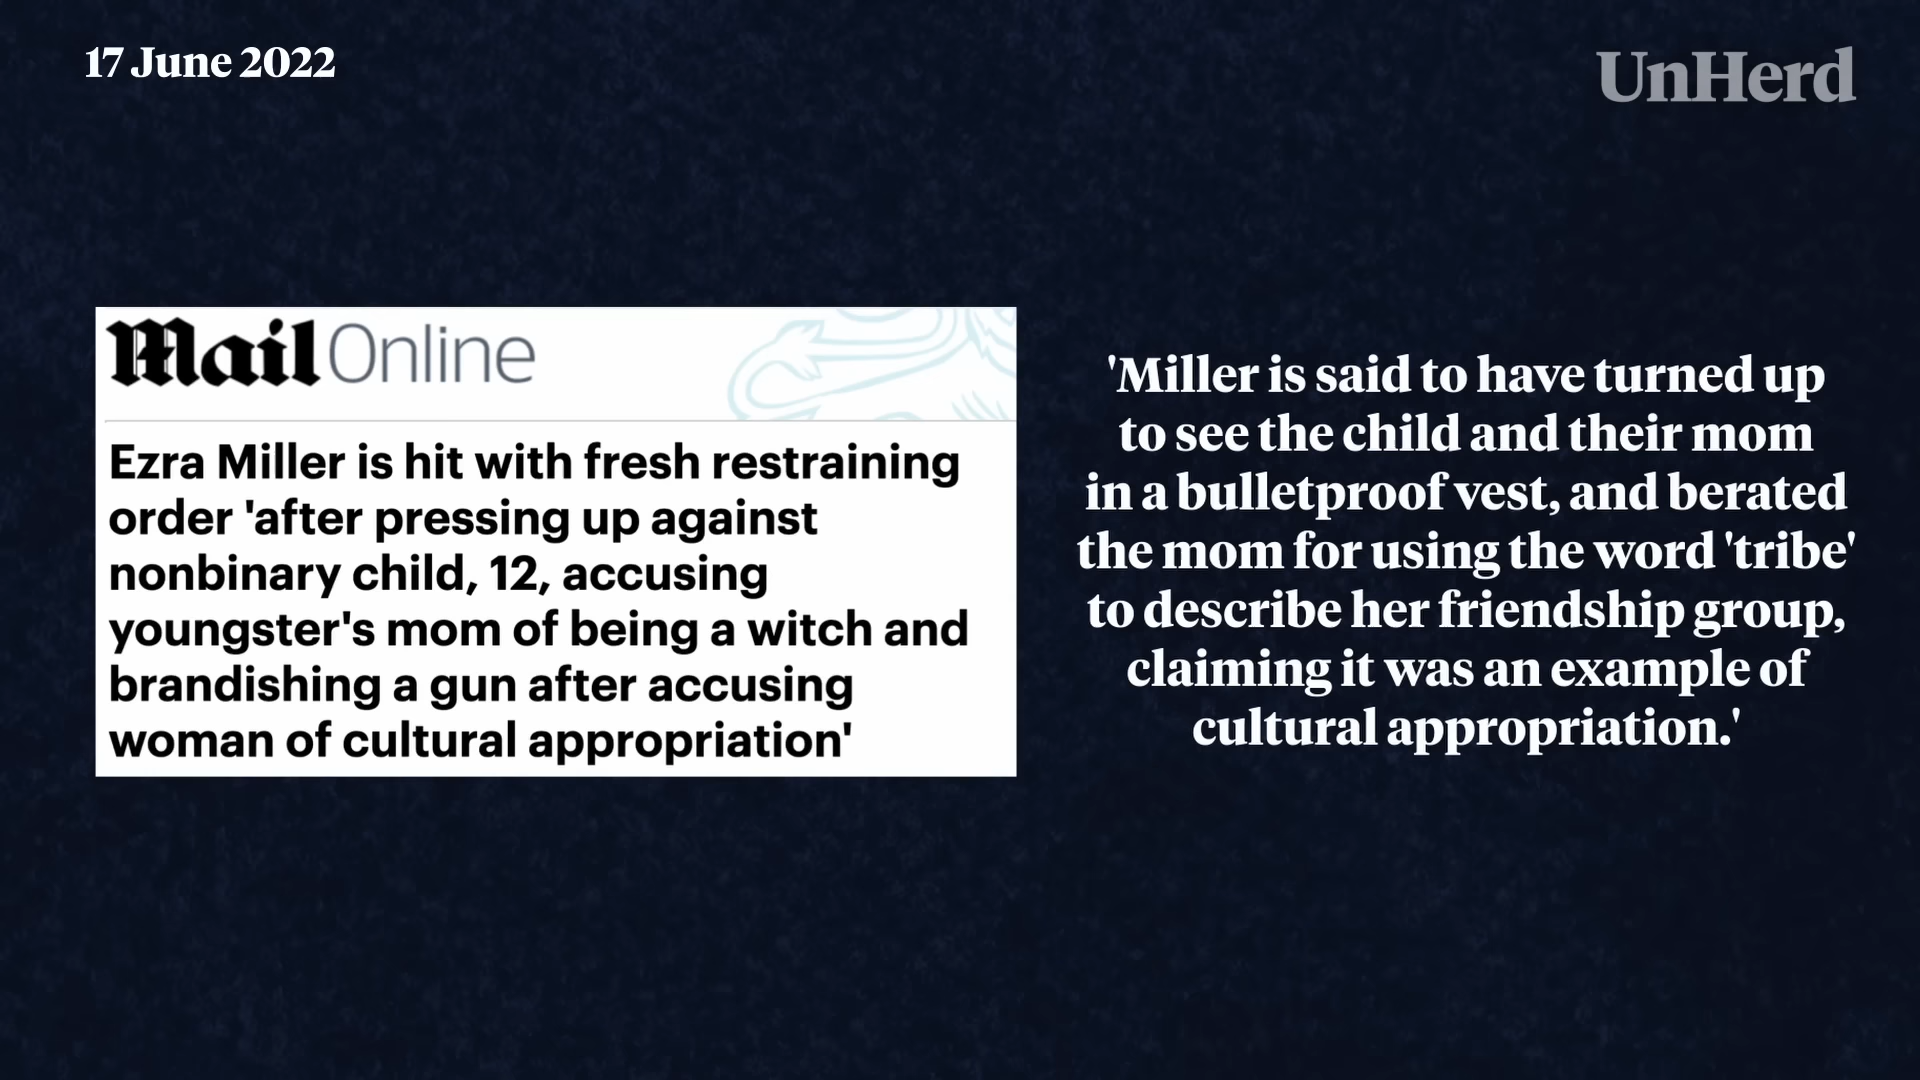 17 June 2022
UnHerd
Mail Online
Ezra Miller is hit with fresh restraining
order 'after pressing up against
nonbinary child, 12, accusing
youngster's mom of being a witch and
brandishing a gun after accusing
woman of cultural appropriation'
'Miller is said to have turned up
to see the child and their mom
in a bulletproof vest, and berated
the mom for using the word 'tribe'
to describe her friendship group,
claiming it was an example of
cultural appropriation.'